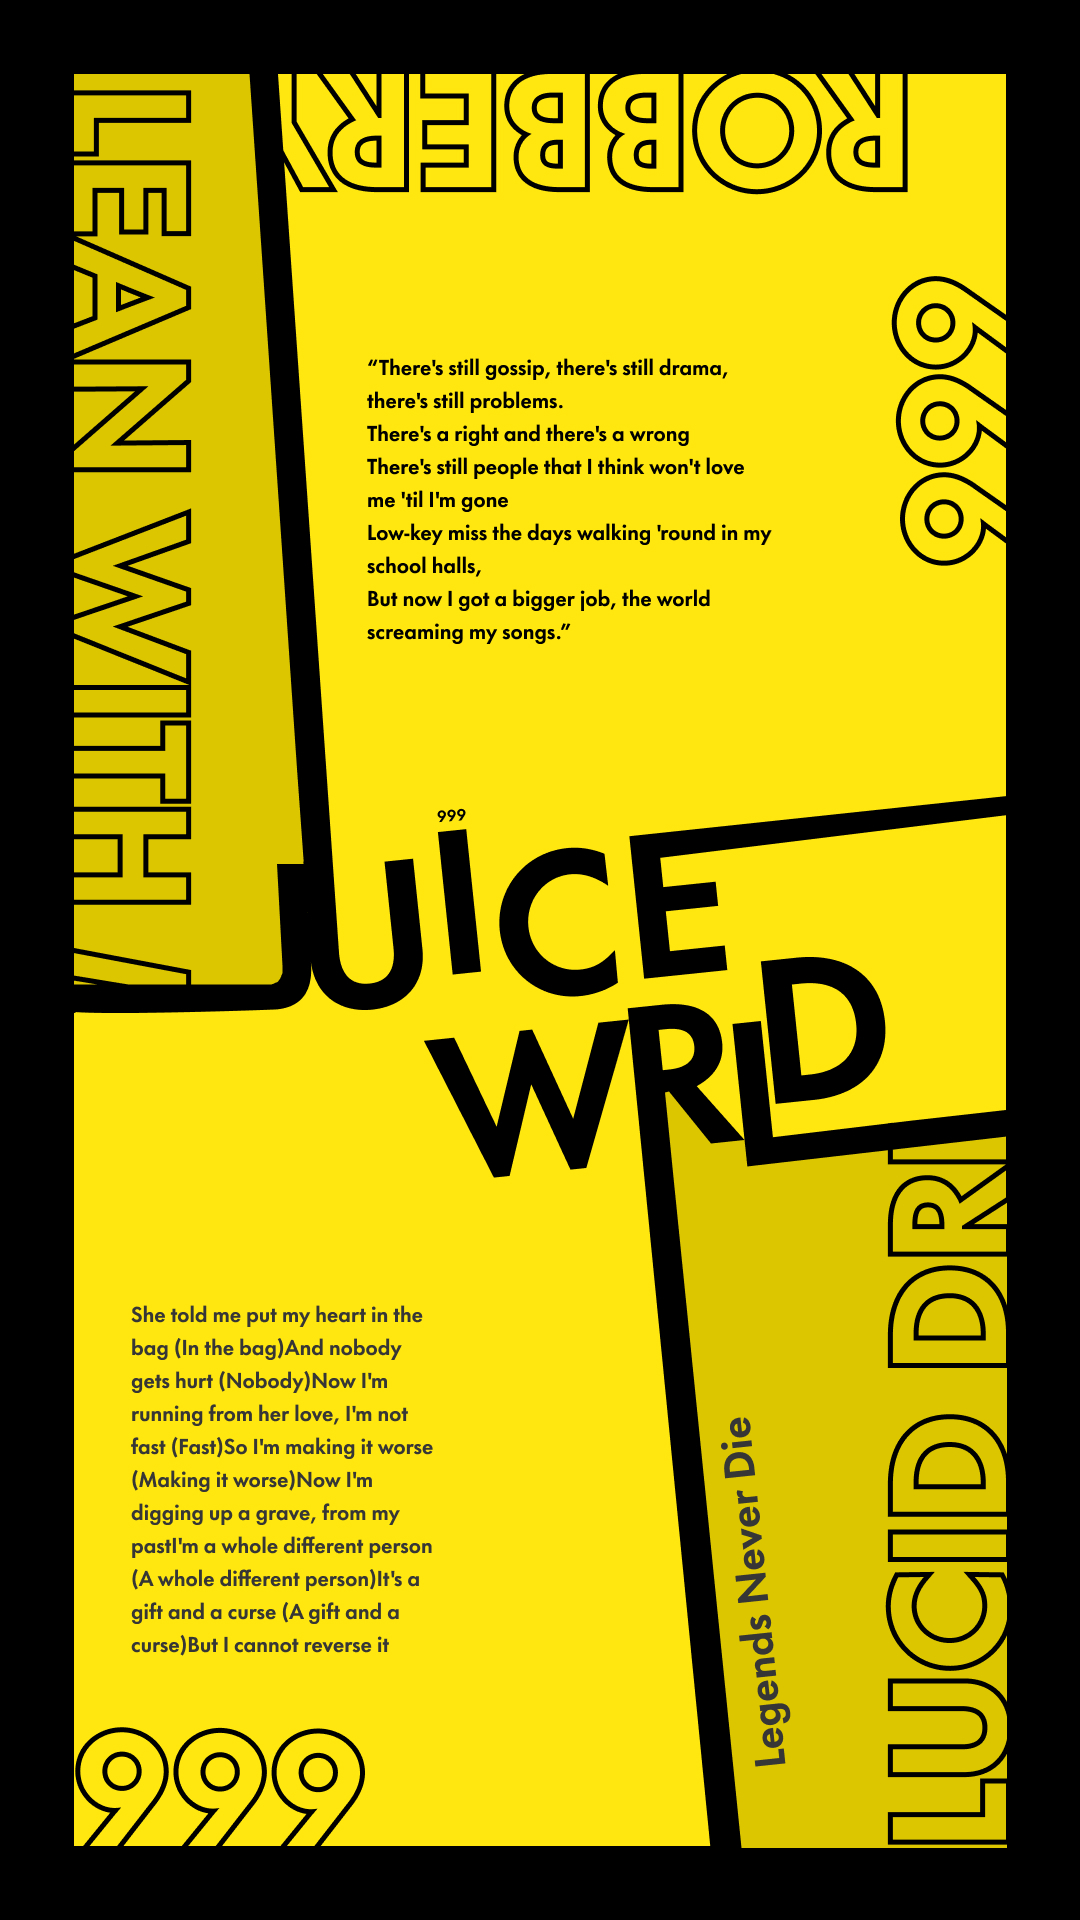 ROBBERY
LEAN WITH
999
“There's still gossip, there's still drama,
there's still problems.
There's a right and there's a wrong
There's still people that I think won't love
me 'til I'm gone
Low-key miss the days walking 'round in my
school halls,
But now I got a bigger job, the world
screaming my songs.”
999
JUICE
WRLD
She told me put my heart in the
bag (In the bag)And nobody
gets hurt (Nobody)Now I'm
running from her love, I'm not
fast (Fast)So I'm making it worse
(Making it worse)Now I'm
digging up a grave, from my
pastI'm a whole different person
(A whole different person)It's a
gift and a curse (A gift and a
curse)But I cannot reverse it
Legends Never Die
LUCID DR
999